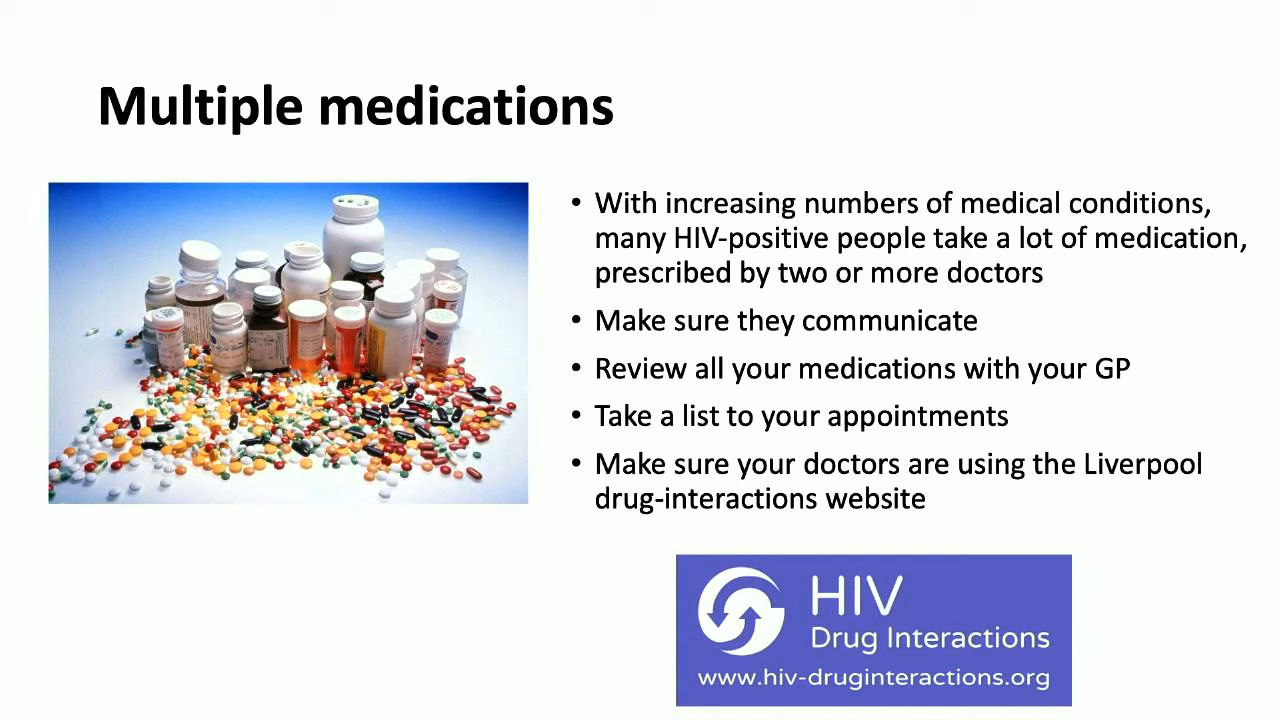 Multiple medications
• With increasing numbers of medical conditions,
many HIV-positive people take a lot of medication,
prescribed by two or more doctors
• Make sure they communicate
• Review all your medications with your GP
• Take a list to your appointments
• Make sure your doctors are using the Liverpool
drug-interactions website
HIV
Drug Interactions
www.hiv-druginteractions.org